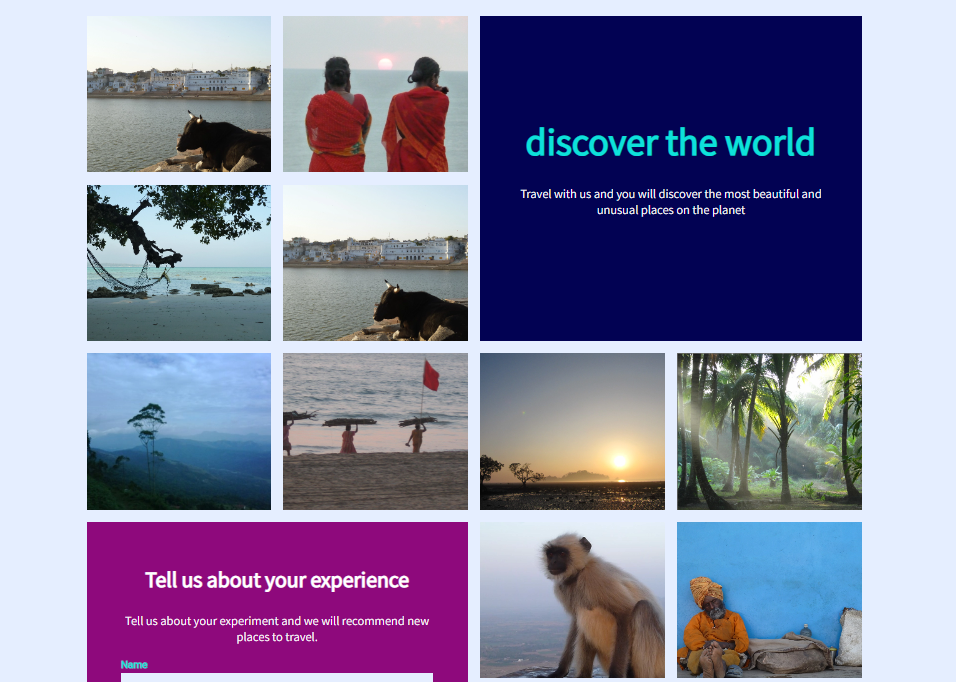 discover the world
Travel with us and you will discover the most beautiful and
unusual places on the planet
Tell us about your experience
Tell us about your experiment and we will recommend new
places to travel.
Name